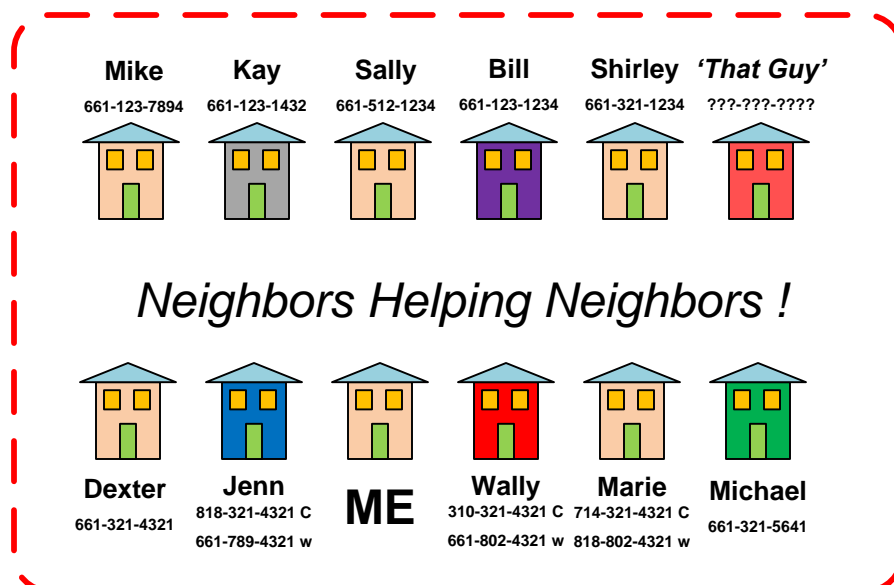 Mike Kay Sally Bill Shirley 'That Guy'
661-123-7894 661-123-1432 661-512-1234 661-123-1234 661-321-1234 ???-???-????
Neighbors Helping Neighbors !
Dexter Jenn ME Wally Marie Michael
661-321-4321 818-321-4321 C 310-321-4321 C 714-321-4321 C 661-321-5641
661-789-4321 w 661-802-4321 w 818-802-4321 w